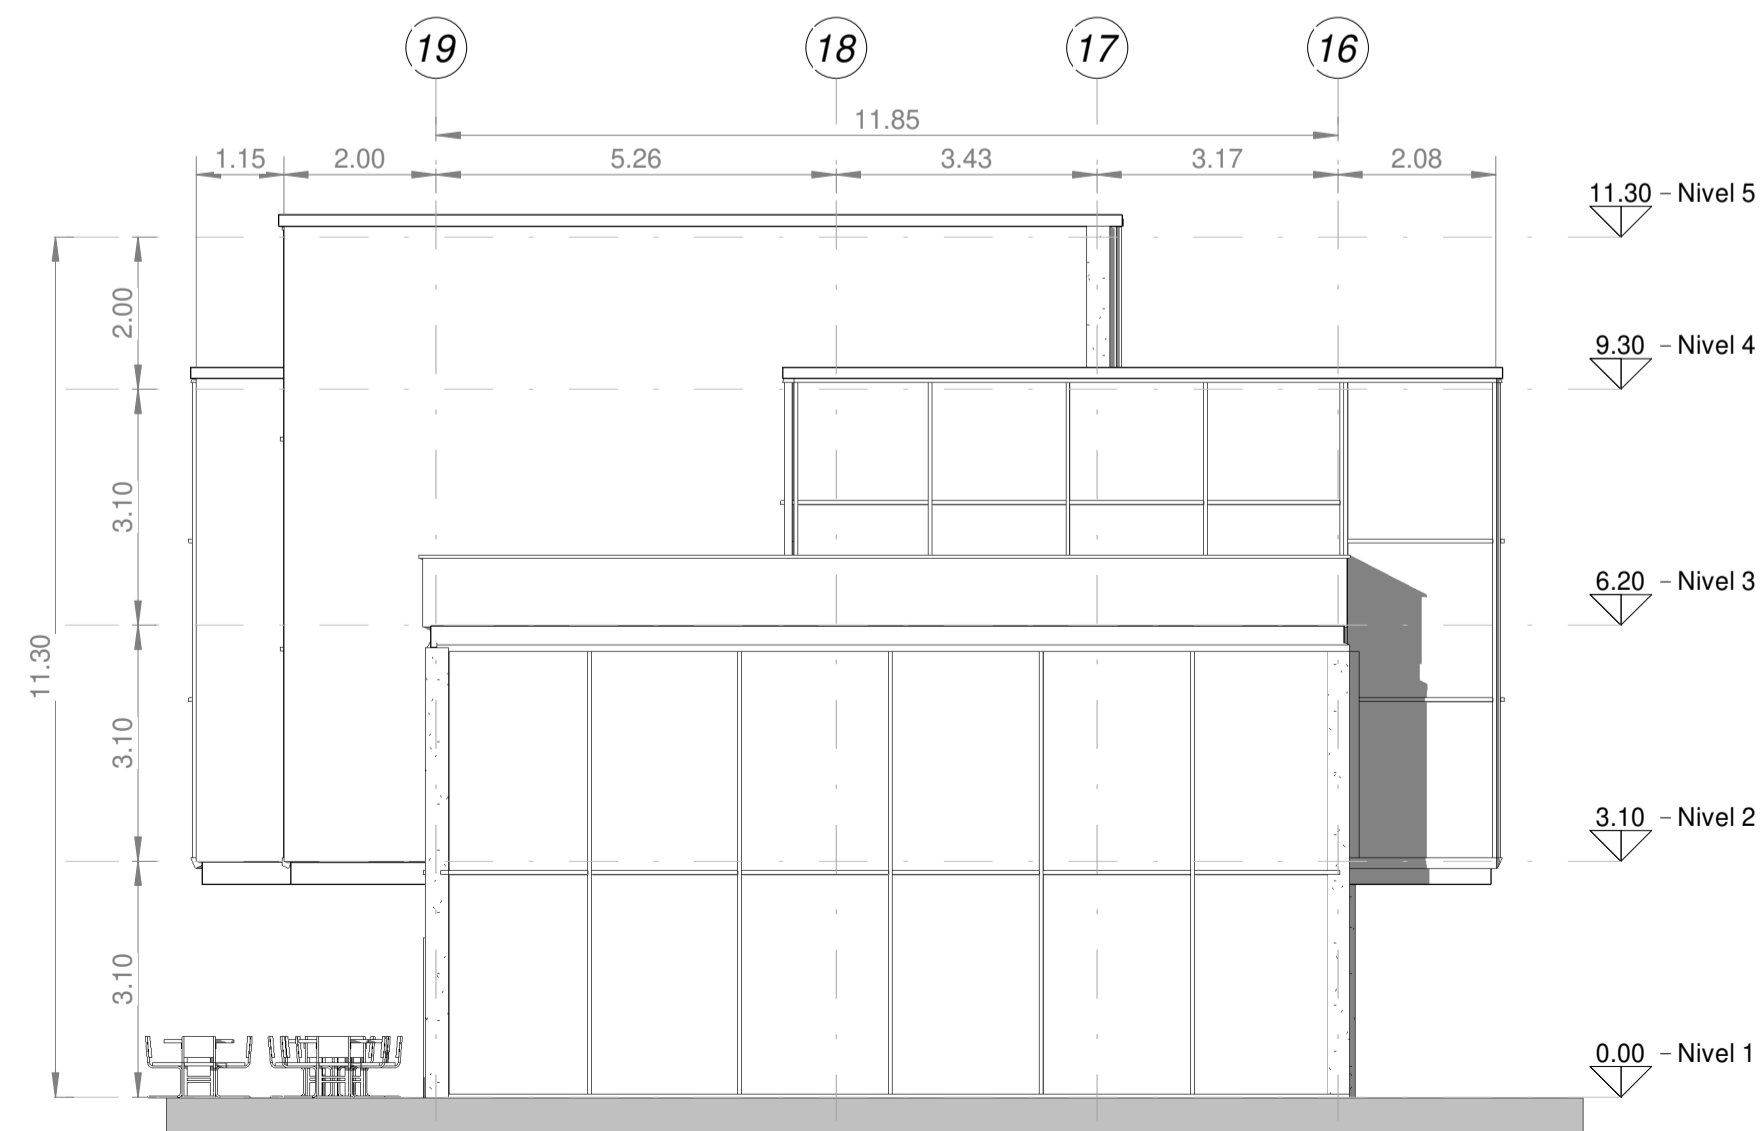 19 18 17 16
11.85
1.15 2.00 5.26 3.43 3.17 2.08
11.30 – Nivel 5
2.00
9.30 – Nivel 4
3.10
6.20 – Nivel 3
11.30
3.10
3.10 – Nivel 2
3.10
0.00 – Nivel 1